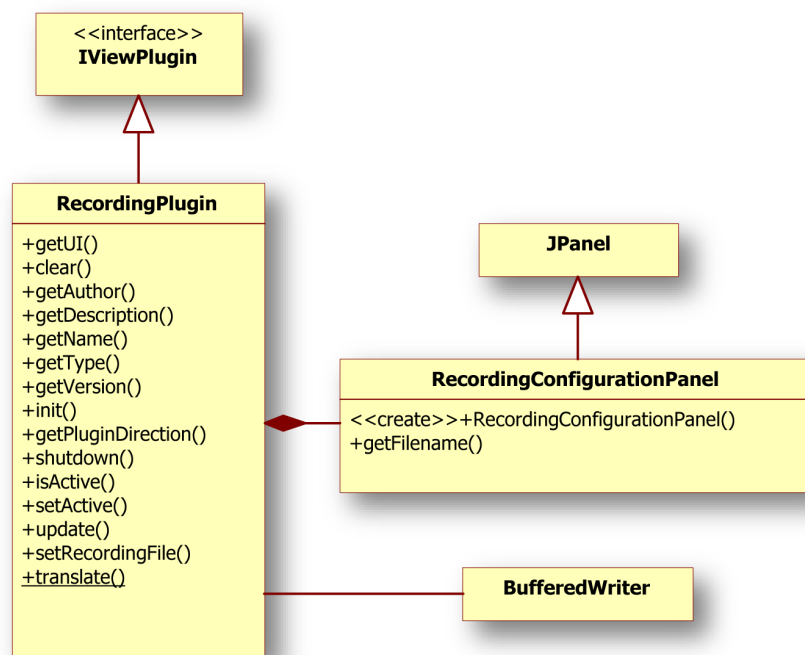 <<interface>>
IViewPlugin
RecordingPlugin
+getUI()
+clear()
+getAuthor()
+getDescription()
+getName()
+getType()
+getVersion()
+init()
+getPluginDirection()
+shutdown()
+isActive()
+setActive()
+update()
+setRecordingFile()
+translate()
JPanel
RecordingConfigurationPanel
<<create>>+RecordingConfigurationPanel()
+getFilename()
BufferedWriter